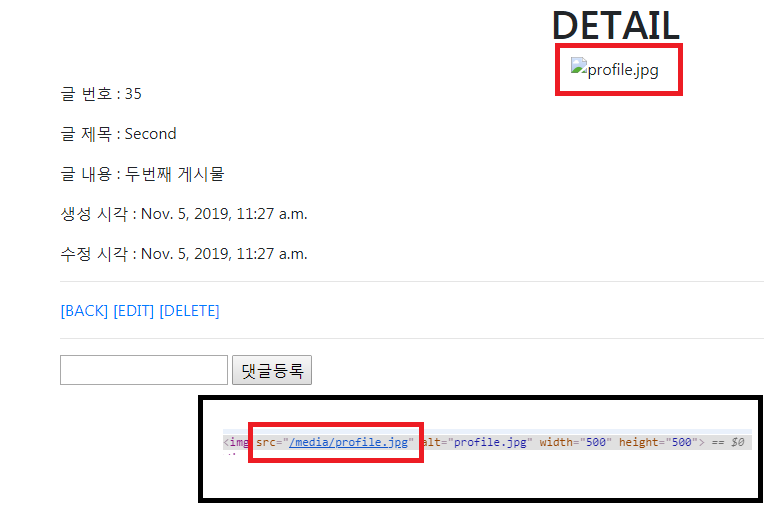 DETAIL
profile.jpg
글 번호 : 35
글 제목 : Second
글 내용 : 두번째 게시물
생성 시각 : Nov. 5, 2019, 11:27 a.m.
수정 시각 : Nov. 5, 2019, 11:27 a.m.
[BACK] [EDIT] [DELETE]
댓글등록
<img src="/media/profile.jpg" alt="profile.jpg" width="500" height="500"> == $0